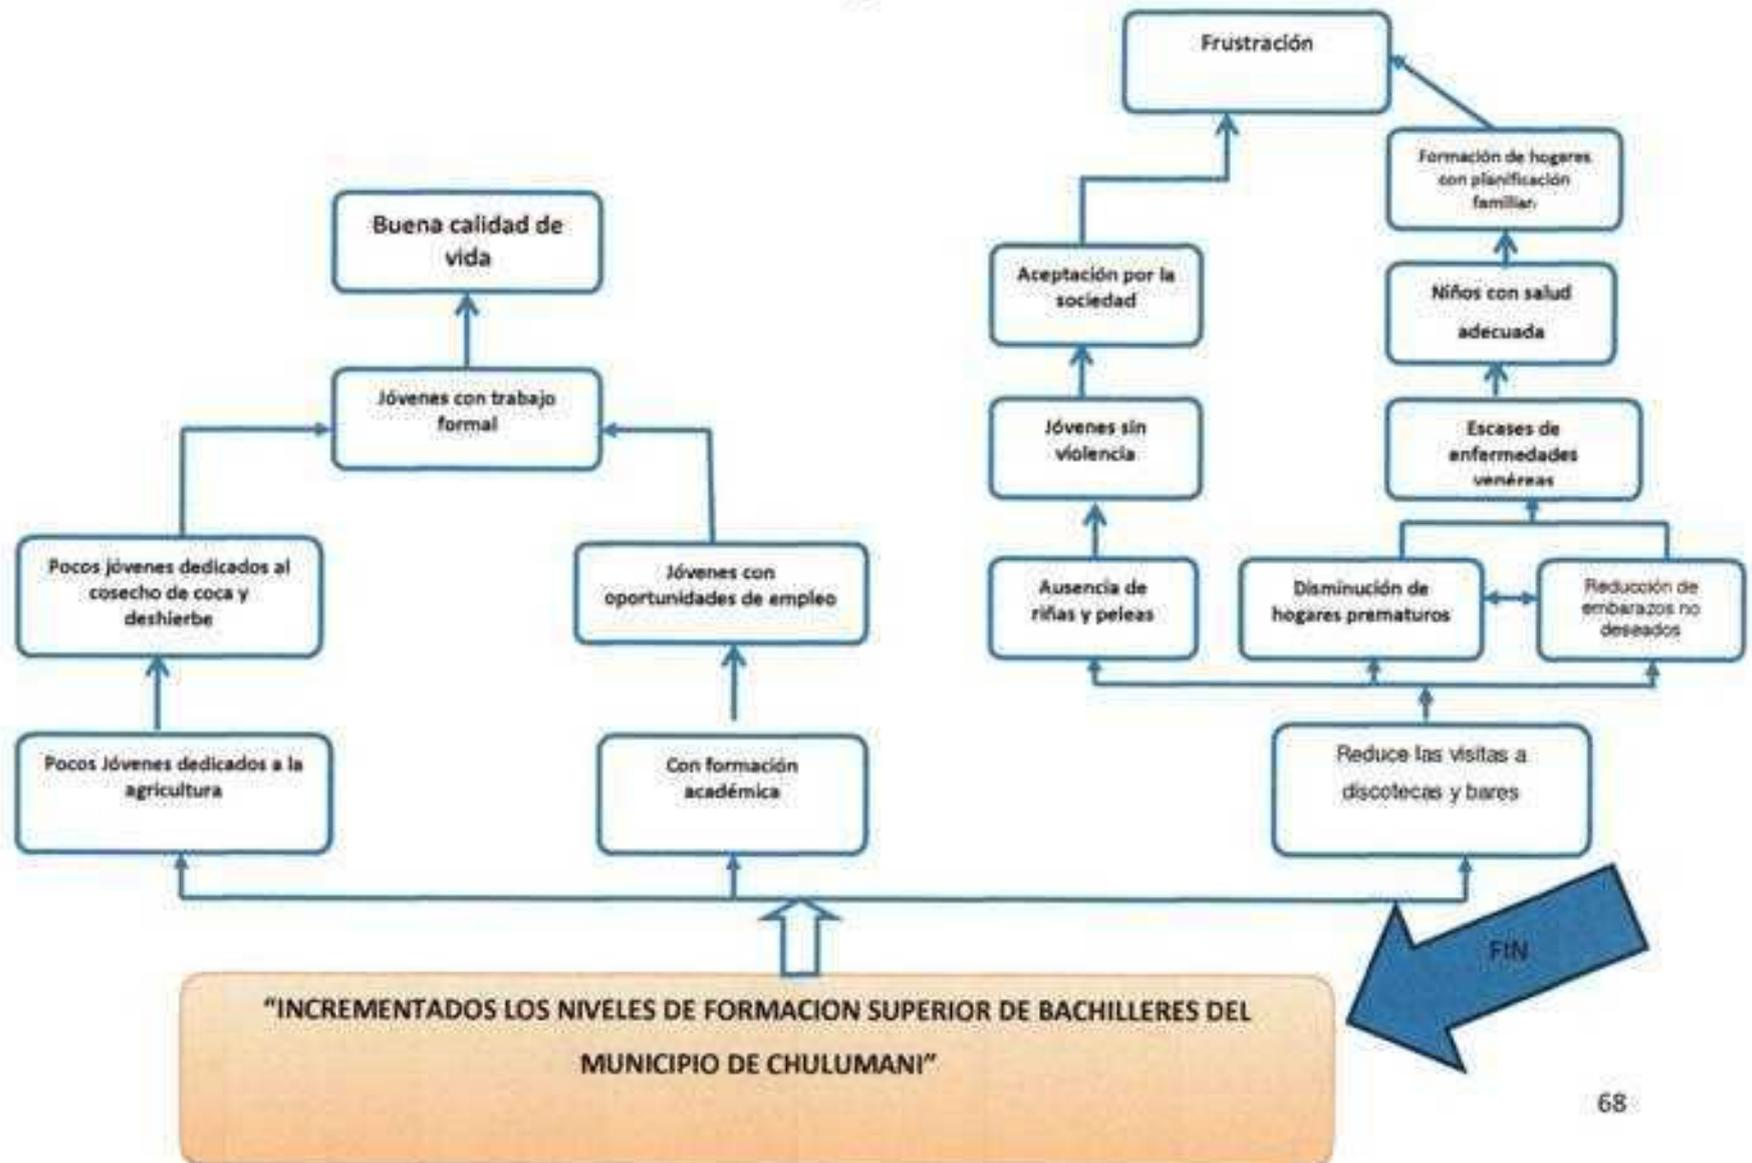 Frustración
Formación de hogares
con planificación
familiar.
Buena calidad de
vida
Aceptación por la
sociedad
Niños con salud
adecuada
Jóvenes con trabajo
formal
Jóvenes sin
violencia
Escases de
enfermedades
venéreas
Pocos jóvenes dedicados al
cosecho de coca y
deshierbe
Jóvenes con
oportunidades de empleo
Ausencia de
riñas y peleas
Disminución de
hogares prematuros
Reducción de
embarazos no
deseados
Pocos Jóvenes dedicados a la
agricultura
Con formación
académica
Reduce las visitas a
discotecas y bares
FIN
"INCREMENTADOS LOS NIVELES DE FORMACION SUPERIOR DE BACHILLERES DEL
MUNICIPIO DE CHULUMANI"
68